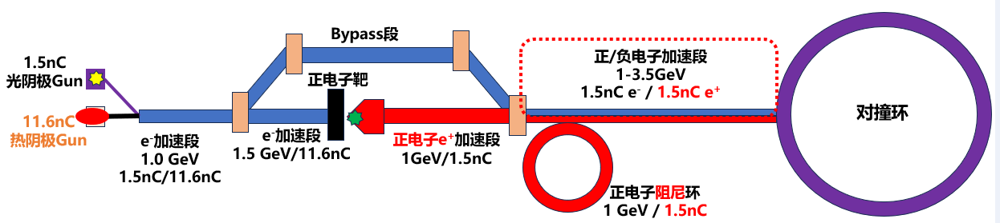 Bypass段
1.5nC
光阴极Gun
正电子靶
正/负电子加速段
1-3.5GeV
1.5nC e⁻ / 1.5nC e⁺
11.6nC
热阴极Gun
e⁻加速段
1.0 GeV
1.5nC/11.6nC
e⁻加速段
1.5 GeV/11.6nC
正电子e⁺加速段
1GeV/1.5nC
对撞环
正电子阻尼环
1 GeV / 1.5nC